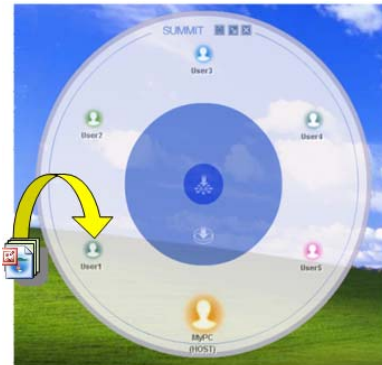 SUMMIT
User3
User2
User4
User1
User5
MyPC
(HOST)